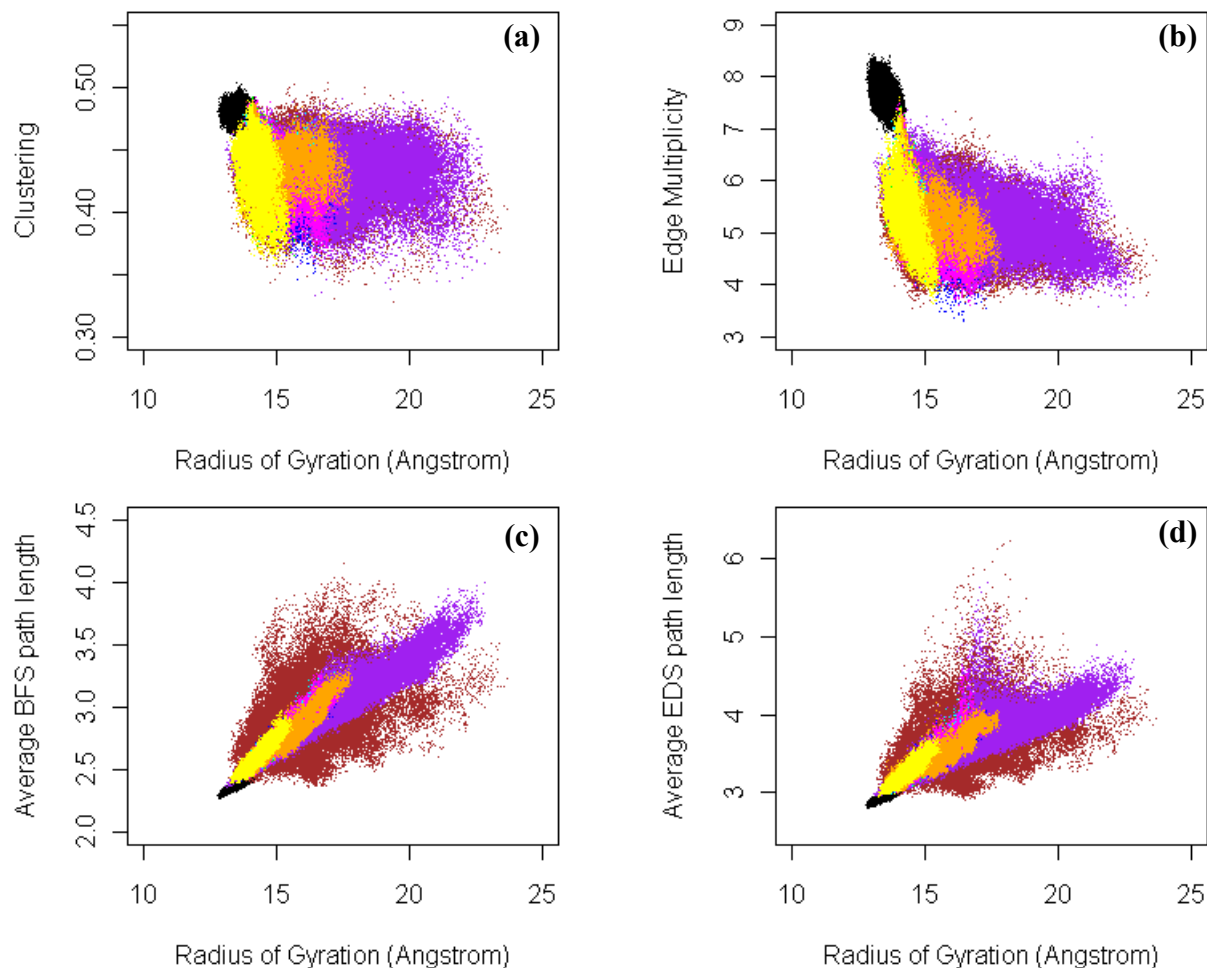 (a)
Clustering
0.50
0.40
0.30
10 15 20 25
Radius of Gyration (Angstrom)
(b)
Edge Multiplicity
9
8
7
6
5
4
3
10 15 20 25
Radius of Gyration (Angstrom)
(c)
Average BFS path length
4.5
4.0
3.5
3.0
2.5
2.0
10 15 20 25
Radius of Gyration (Angstrom)
(d)
Average EDS path length
6
5
4
3
10 15 20 25
Radius of Gyration (Angstrom)